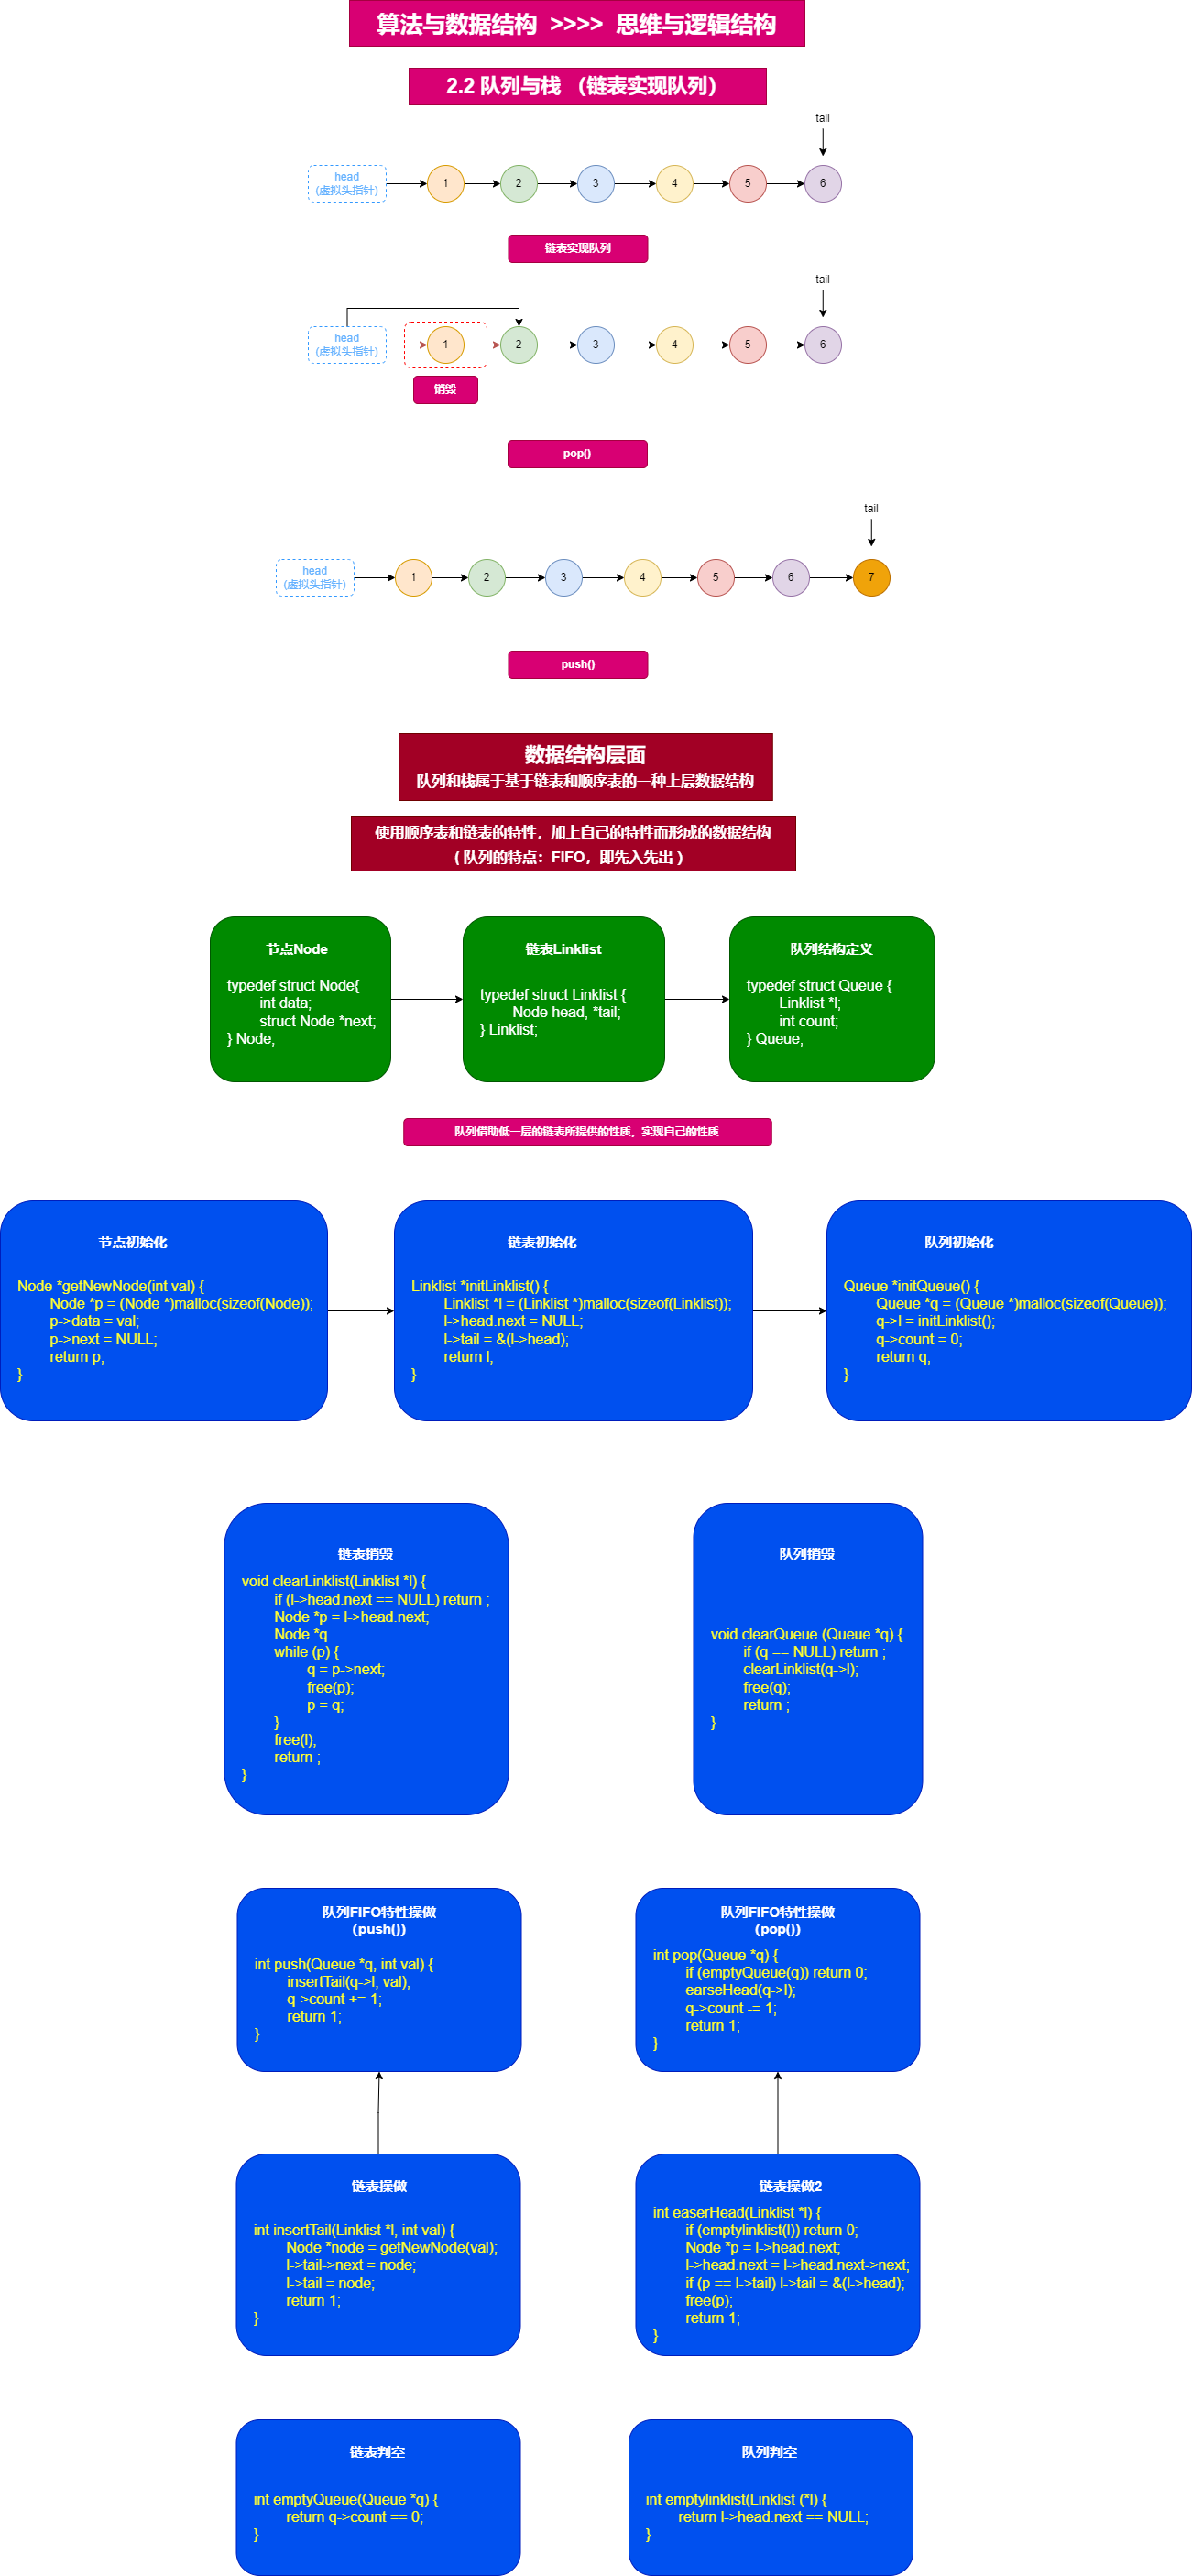 算法与数据结构 >>>> 思维与逻辑结构
2.2 队列与栈 （链表实现队列）
tail
head
(虚拟头指针)
1
2
3
4
5
6
链表实现队列
tail
head
(虚拟头指针)
1
2
3
4
5
6
销毁
pop()
tail
head
(虚拟头指针)
1
2
3
4
5
6
7
push()
数据结构层面
队列和栈属于基于链表和顺序表的一种上层数据结构
使用顺序表和链表的特性，加上自己的特性而形成的数据结构
( 队列的特点：FIFO，即先入先出 )
节点Node
typedef struct Node{
int data;
struct Node *next;
} Node;
链表Linklist
typedef struct Linklist {
Node head, *tail;
} Linklist;
队列结构定义
typedef struct Queue {
Linklist *l;
int count;
} Queue;
队列借助低一层的链表所提供的性质，实现自己的性质
节点初始化
Node *getNewNode(int val) {
Node *p = (Node *)malloc(sizeof(Node));
p->data = val;
p->next = NULL;
return p;
}
链表初始化
Linklist *initLinklist() {
Linklist *l = (Linklist *)malloc(sizeof(Linklist));
l->head.next = NULL;
l->tail = &(l->head);
return l;
}
队列初始化
Queue *initQueue() {
Queue *q = (Queue *)malloc(sizeof(Queue));
q->l = initLinklist();
q->count = 0;
return q;
}
链表销毁
void clearLinklist(Linklist *l) {
if (l->head.next == NULL) return ;
Node *p = l->head.next;
Node *q
while (p) {
q = p->next;
free(p);
p = q;
}
free(l);
return ;
}
队列销毁
void clearQueue (Queue *q) {
if (q == NULL) return ;
clearLinklist(q->l);
free(q);
return ;
}
队列FIFO特性操做
(push())
int push(Queue *q, int val) {
insertTail(q->l, val);
q->count += 1;
return 1;
}
队列FIFO特性操做
(pop())
int pop(Queue *q) {
if (emptyQueue(q)) return 0;
earseHead(q->l);
q->count -= 1;
return 1;
}
链表操做
int insertTail(Linklist *l, int val) {
Node *node = getNewNode(val);
l->tail->next = node;
l->tail = node;
return 1;
}
链表操做2
int easerHead(Linklist *l) {
if (emptylinklist(l)) return 0;
Node *p = l->head.next;
l->head.next = l->head.next->next;
if (p == l->tail) l->tail = &(l->head);
free(p);
return 1;
}
链表判空
int emptyQueue(Queue *q) {
return q->count == 0;
}
队列判空
int emptylinklist(Linklist (*l) {
return l->head.next == NULL;
}